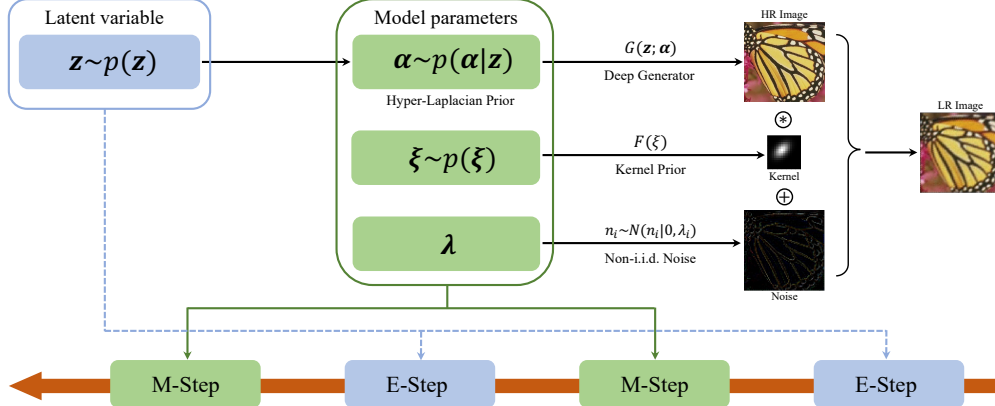 Latent variable
z~p(z)
Model parameters
α~p(α|z)
Hyper-Laplacian Prior
ξ~p(ξ)
λ
G(z; α)
Deep Generator
F(ξ)
Kernel Prior
n_i~N(n_i|0, λ_i)
Non-i.i.d. Noise
HR Image
⊛
Kernel
⊕
Noise
LR Image
M-Step
E-Step
M-Step
E-Step